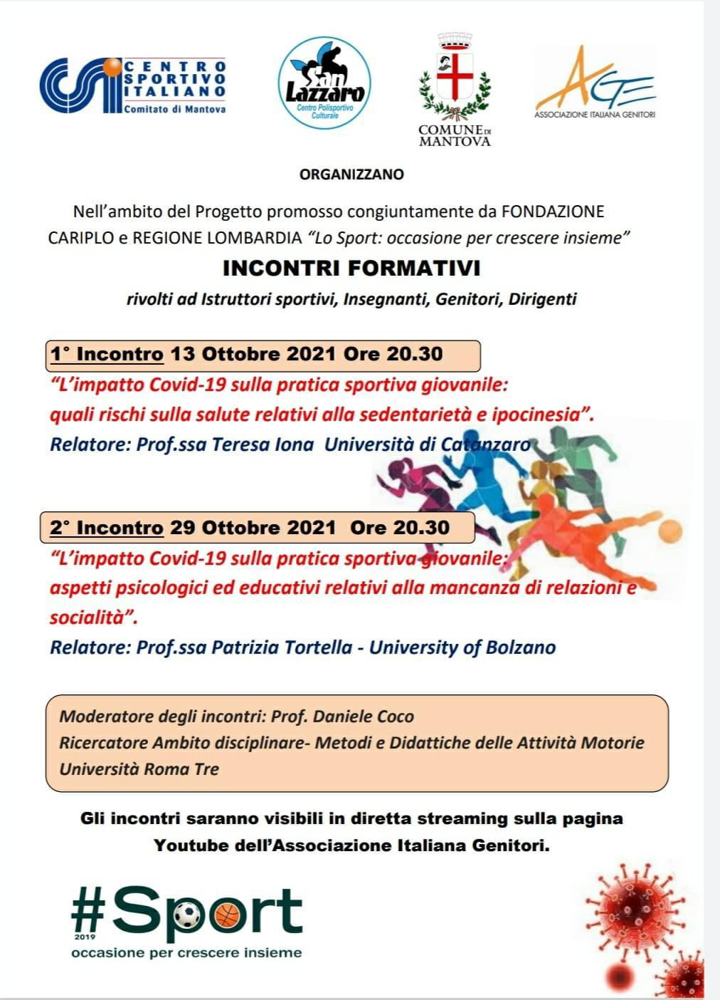 CSI CENTRO
SPORTIVO
ITALIANO
Comitato di Mantova
San
Lazzaro
Centro Polisportivo
Culturale
COMUNE DI
MANTOVA
AGE
ASSOCIAZIONE ITALIANA GENITORI
ORGANIZZANO
Nell’ambito del Progetto promosso congiuntamente da FONDAZIONE
CARIPLO e REGIONE LOMBARDIA “Lo Sport: occasione per crescere insieme”
INCONTRI FORMATIVI
rivolti ad Istruttori sportivi, Insegnanti, Genitori, Dirigenti
1° Incontro 13 Ottobre 2021 Ore 20.30
“L’impatto Covid-19 sulla pratica sportiva giovanile:
quali rischi sulla salute relativi alla sedentarietà e ipocinesia”.
Relatore: Prof.ssa Teresa Iona Università di Catanzaro
2° Incontro 29 Ottobre 2021 Ore 20.30
“L’impatto Covid-19 sulla pratica sportiva giovanile:
aspetti psicologici ed educativi relativi alla mancanza di relazioni e
socialità”.
Relatore: Prof.ssa Patrizia Tortella - University of Bolzano
Moderatore degli incontri: Prof. Daniele Coco
Ricercatore Ambito disciplinare- Metodi e Didattiche delle Attività Motorie
Università Roma Tre
Gli incontri saranno visibili in diretta streaming sulla pagina
Youtube dell’Associazione Italiana Genitori.
#Sport
2019
occasione per crescere insieme